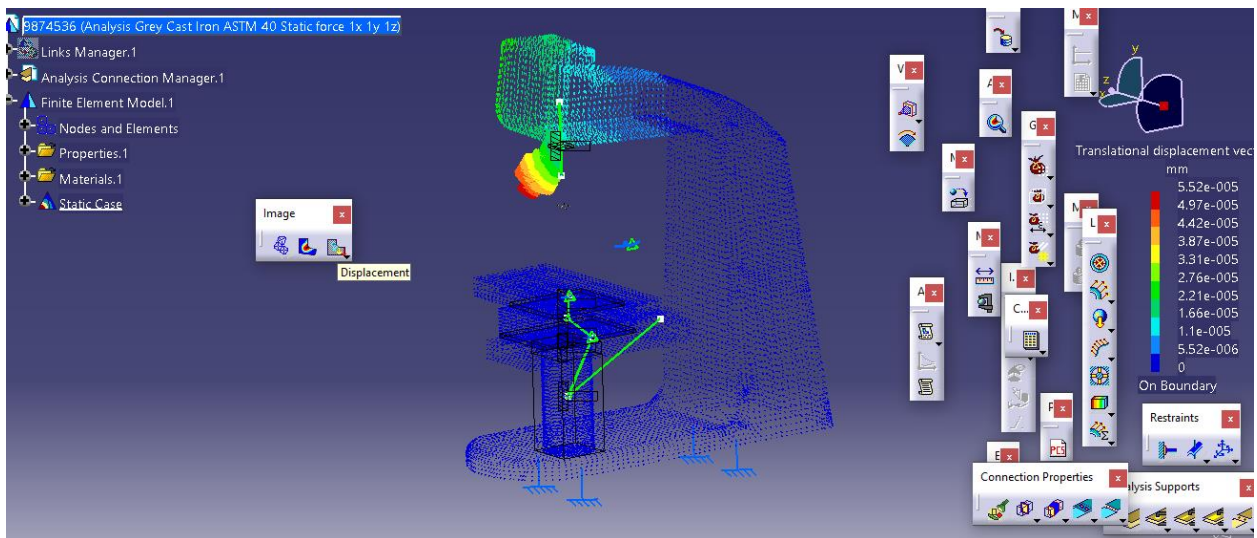 9874536 (Analysis Grey Cast Iron ASTM 40 Static force 1x 1y 1z)
Links Manager.1
Analysis Connection Manager.1
Finite Element Model.1
Nodes and Elements
Properties.1
Materials.1
Static Case
Image
x
Displacement
M
V
x
A
x
y
z
x
G
x
Translational displacement vect
mm
5.52e-005
4.97e-005
4.42e-005
3.87e-005
3.31e-005
2.76e-005
2.21e-005
1.66e-005
1.1e-005
5.52e-006
0
On Boundary
x
M
L
x
x
A
x
I.
x
C...
x
Restraints
x
x
PCS
E
x
Connection Properties
x
alysis Supports
x